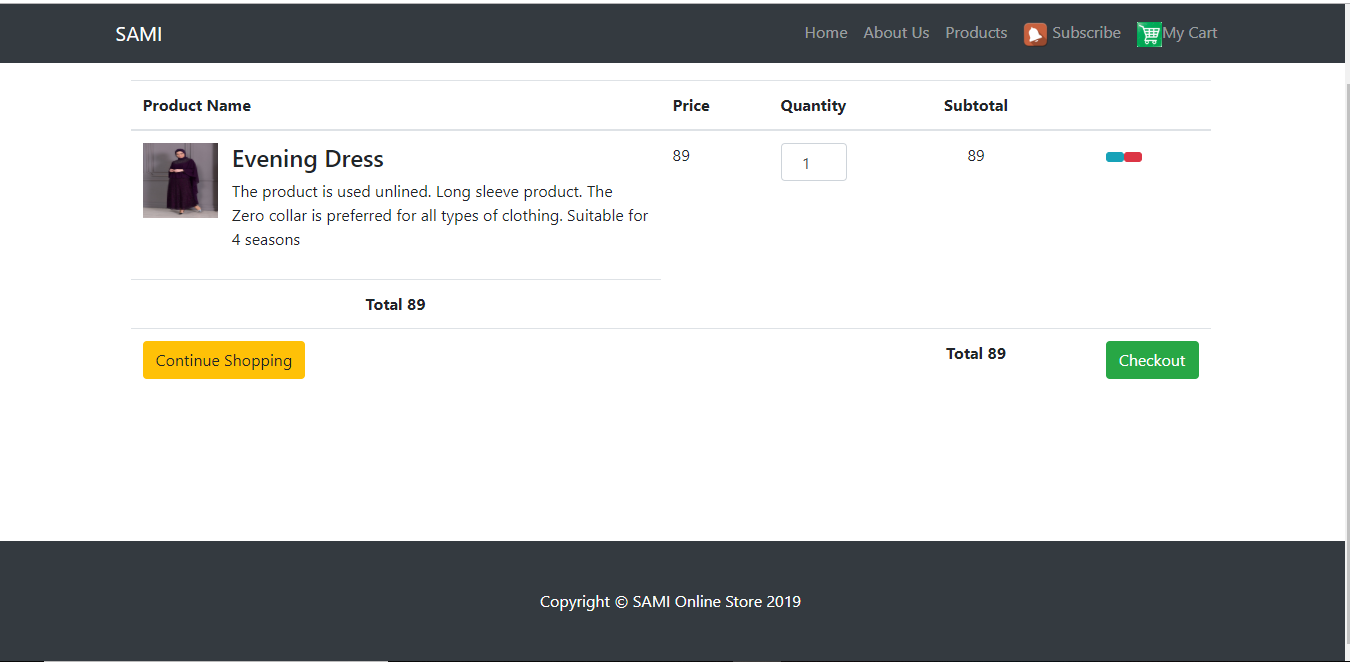 SAMI
Home About Us Products Subscribe My Cart
Product Name Price Quantity Subtotal
Evening Dress 89 1 89
The product is used unlined. Long sleeve product. The
Zero collar is preferred for all types of clothing. Suitable for
4 seasons
Total 89
Continue Shopping Total 89 Checkout
Copyright © SAMI Online Store 2019